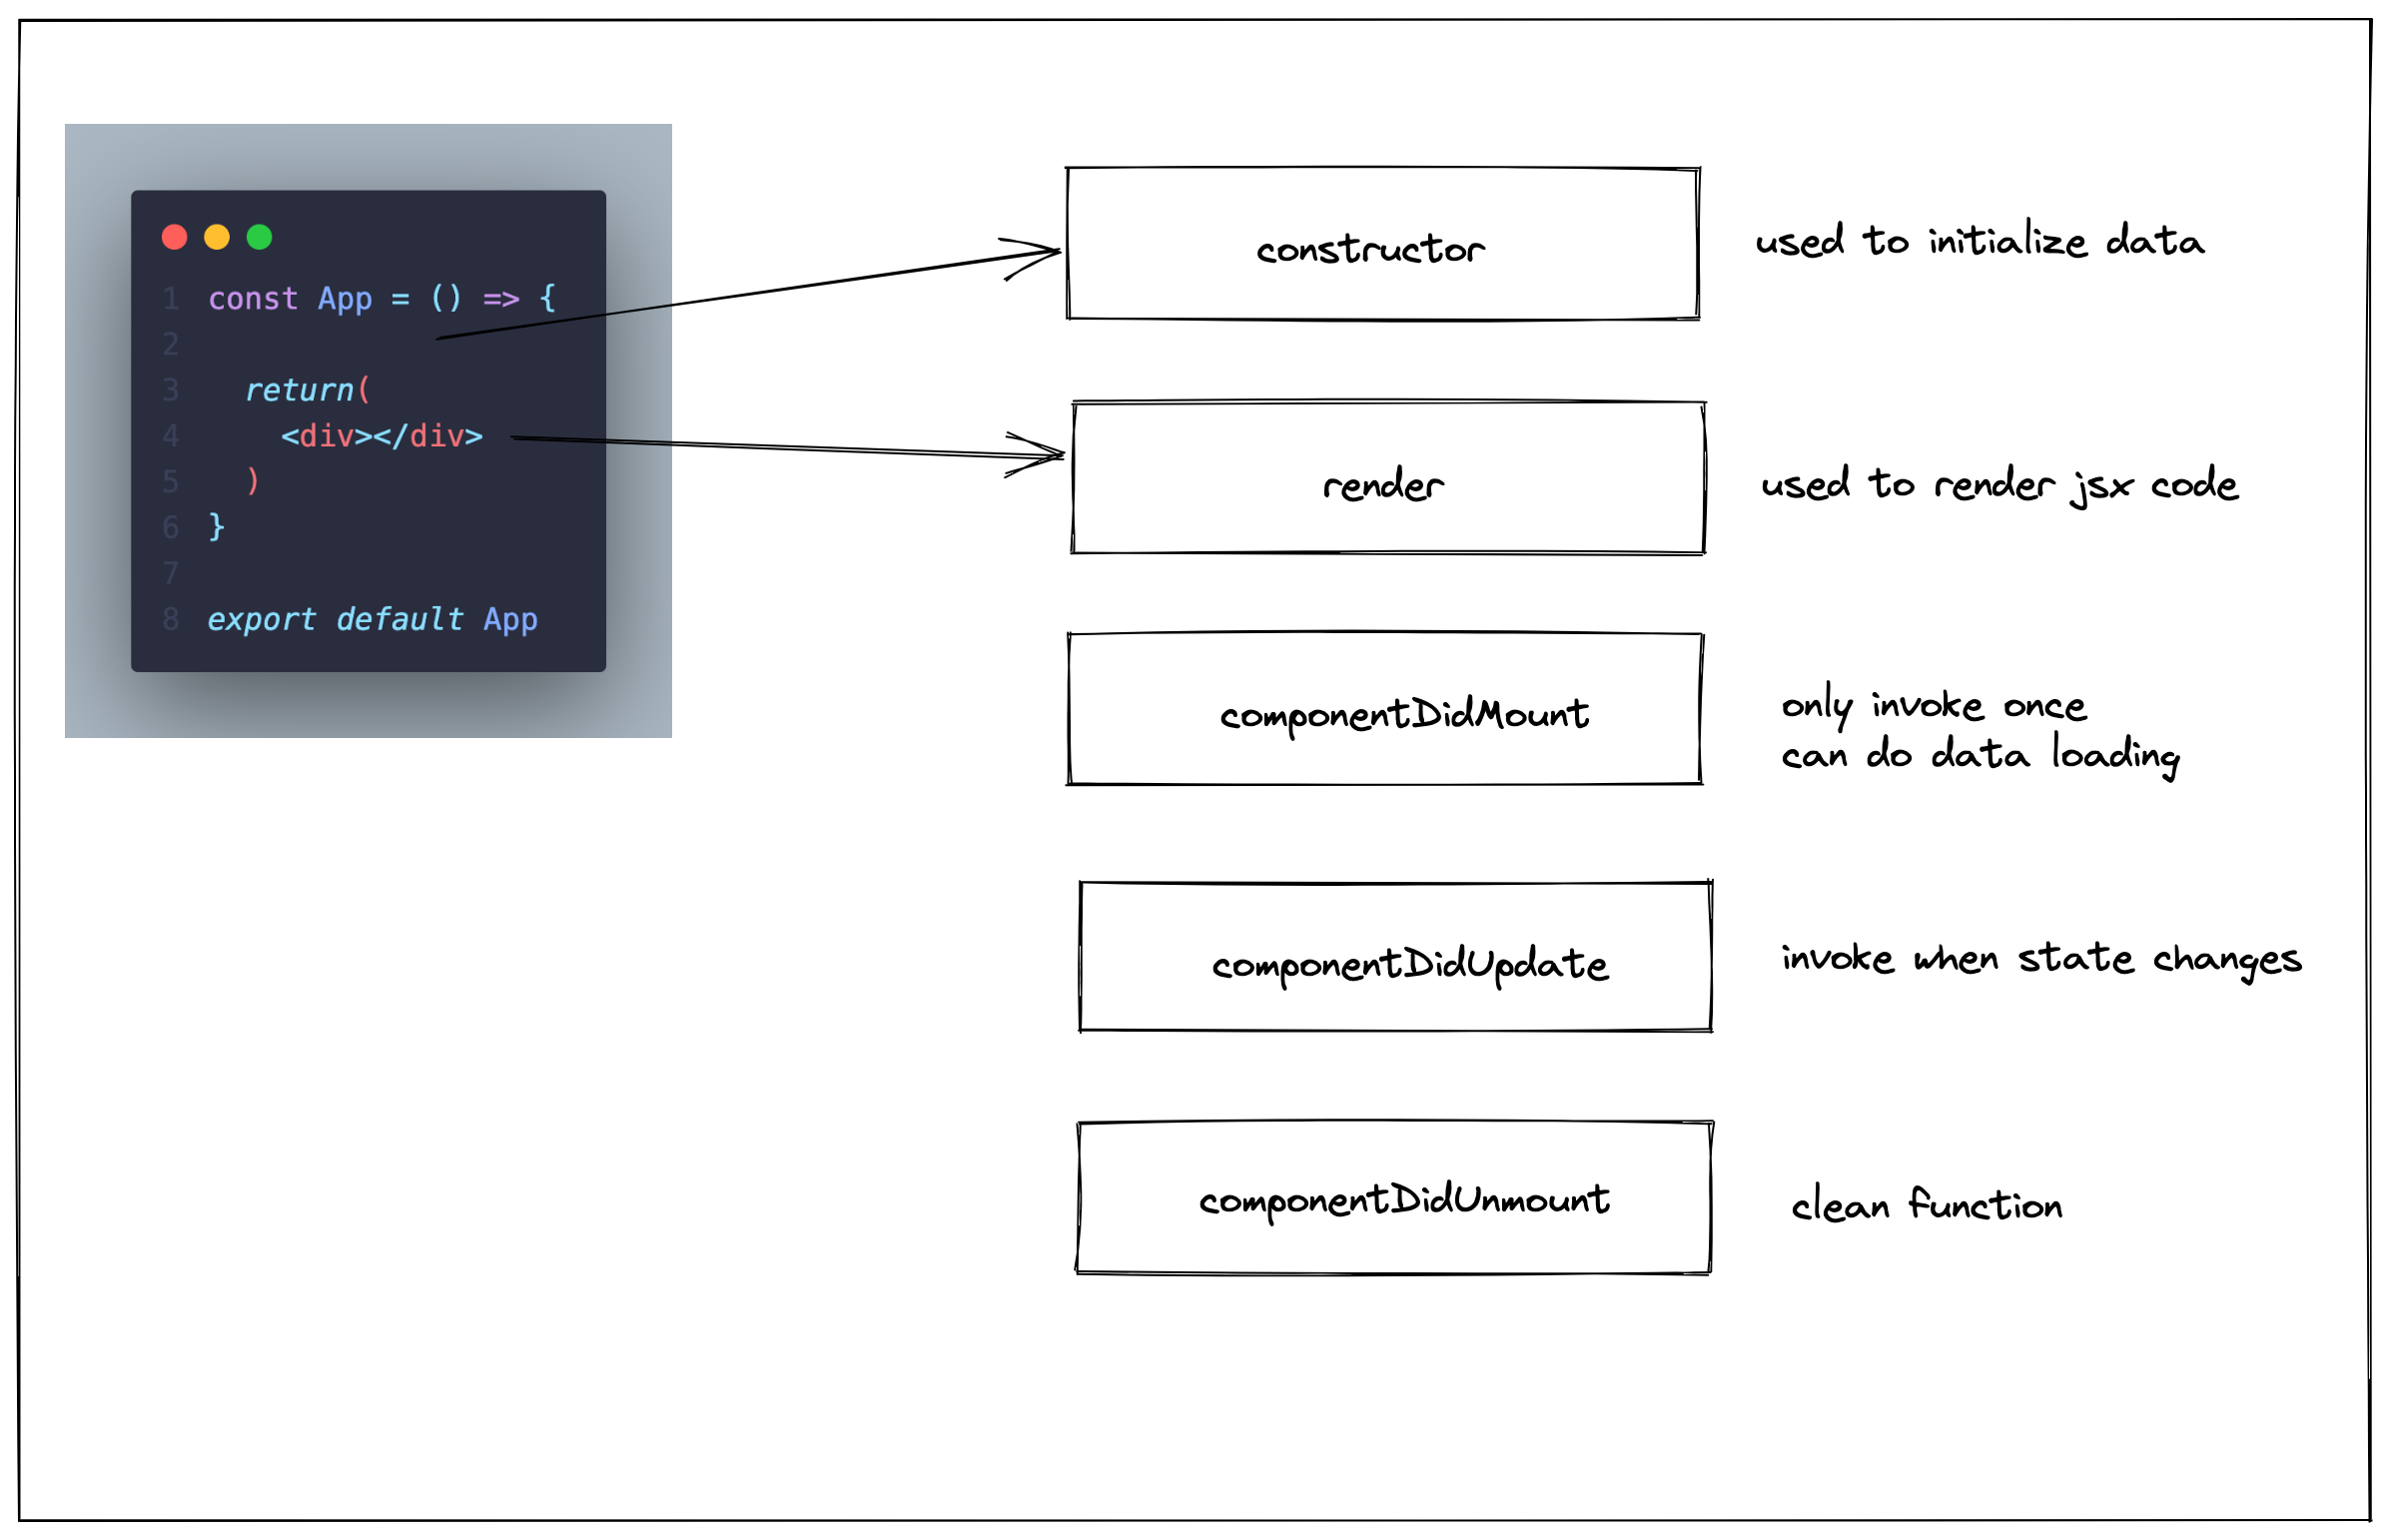 1 const App = () => {
2
3 return(
4 <div></div>
5 )
6 }
7
8 export default App
constructor
used to initialize data
render
used to render jsx code
componentDidMount
only invoke once
can do data loading
componentDidUpdate
invoke when state changes
componentDidUnmount
clean function